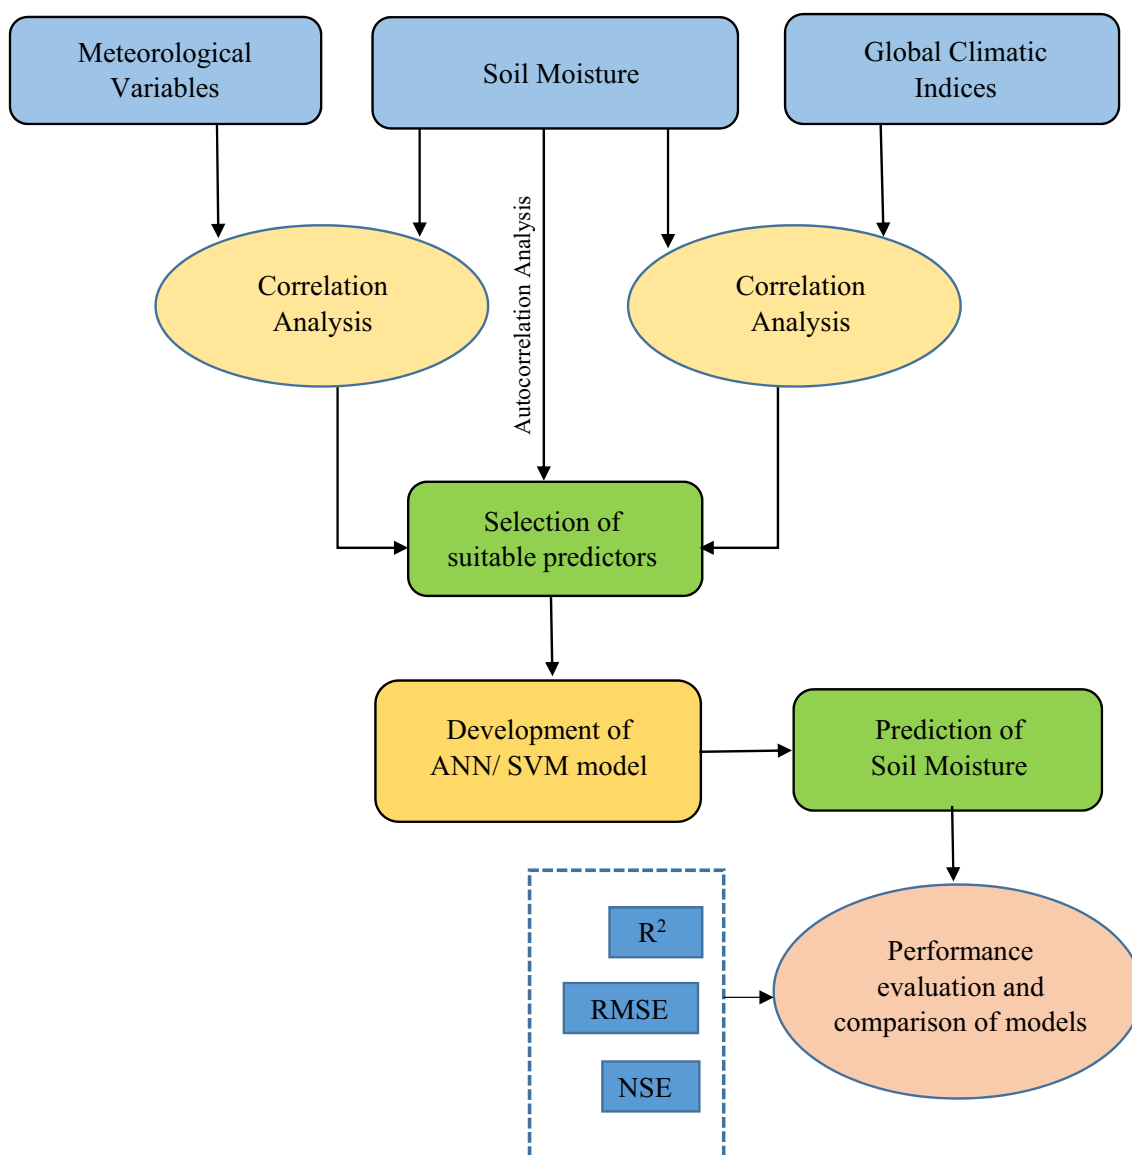 Meteorological
Variables
Soil Moisture
Global Climatic
Indices
Autocorrelation Analysis
Correlation
Analysis
Correlation
Analysis
Selection of
suitable predictors
Development of
ANN/ SVM model
Prediction of
Soil Moisture
R²
RMSE
NSE
Performance
evaluation and
comparison of models